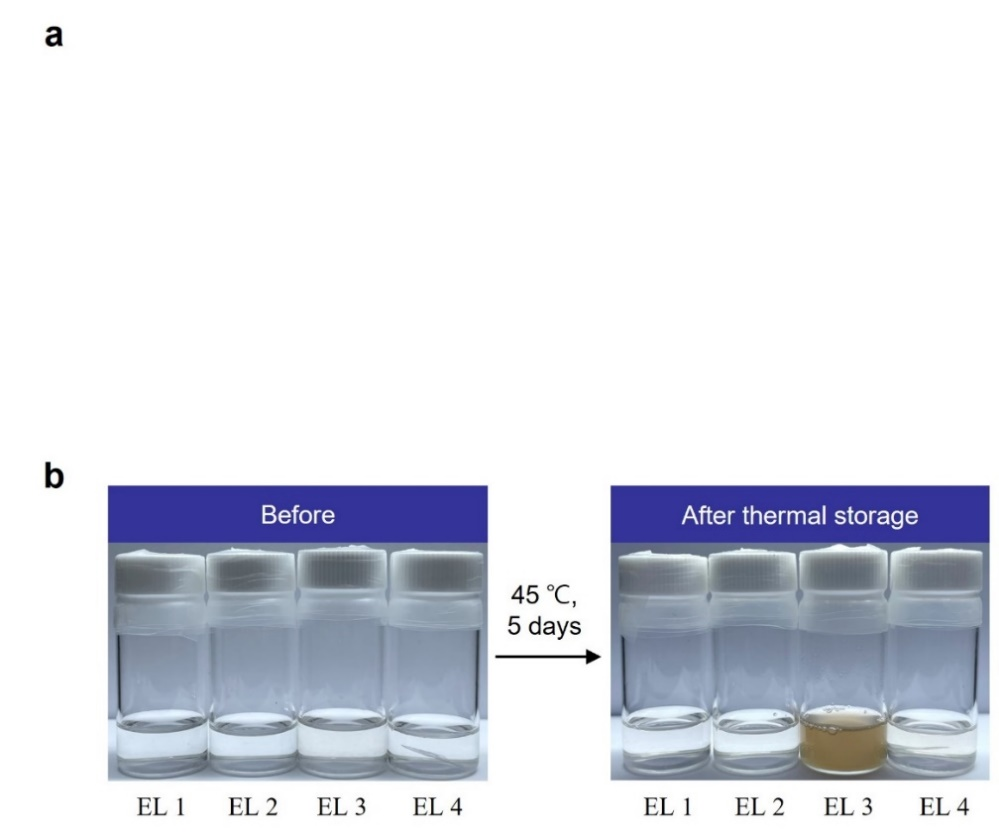 a
b
Before
After thermal storage
45 ℃,
5 days
EL 1
EL 2
EL 3
EL 4
EL 1
EL 2
EL 3
EL 4